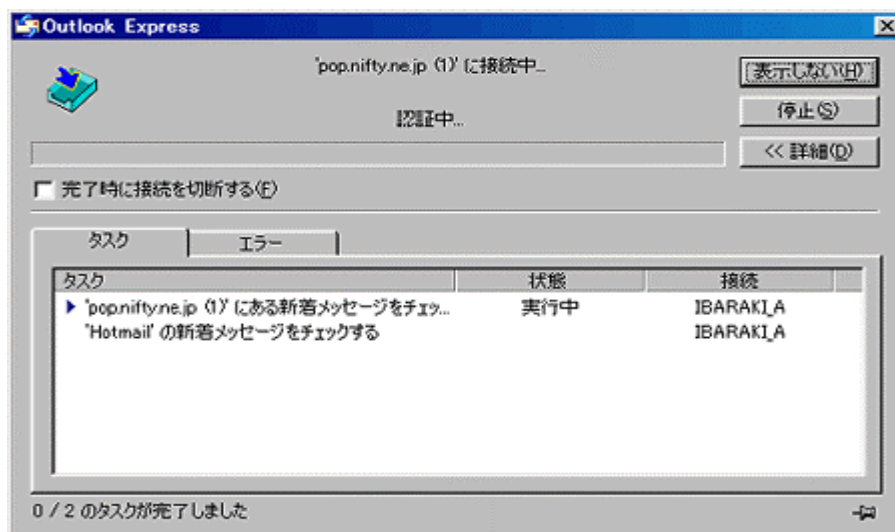 Outlook Express
'pop.nifty.ne.jp (1)' に接続中...
表示しない(H)
認証中...
停止(S)
<< 詳細(D)
完了時に接続を切断する(F)
タスク エラー
タスク 状態 接続
'pop.nifty.ne.jp (1)' にある新着メッセージをチェッ... 実行中 IBARAKI_A
'Hotmail' の新着メッセージをチェックする IBARAKI_A
0 / 2 のタスクが完了しました